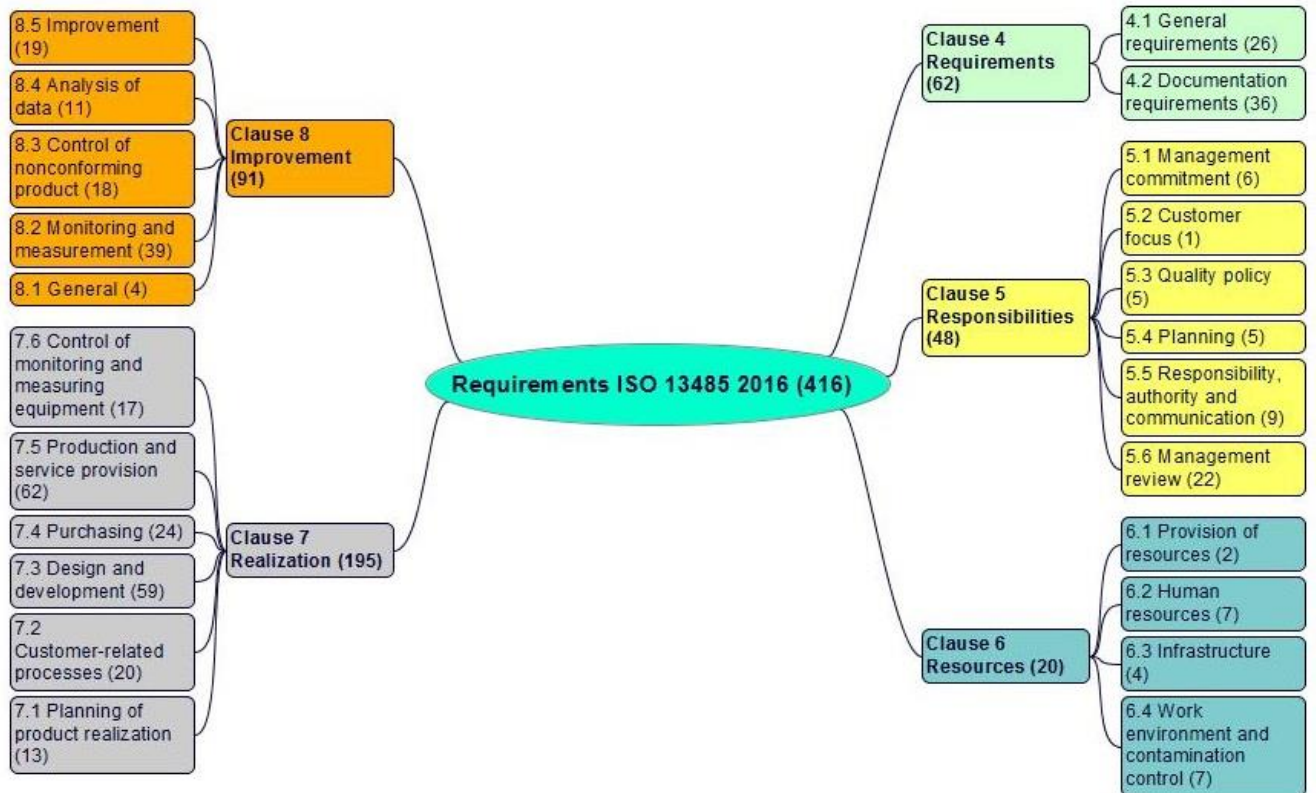 Requirements ISO 13485 2016 (416)
Clause 4
Requirements
(62)
4.1 General
requirements (26)
4.2 Documentation
requirements (36)
Clause 5
Responsibilities
(48)
5.1 Management
commitment (6)
5.2 Customer
focus (1)
5.3 Quality policy
(5)
5.4 Planning (5)
5.5 Responsibility,
authority and
communication (9)
5.6 Management
review (22)
Clause 6
Resources (20)
6.1 Provision of
resources (2)
6.2 Human
resources (7)
6.3 Infrastructure
(4)
6.4 Work
environment and
contamination
control (7)
Clause 7
Realization (195)
7.6 Control of
monitoring and
measuring
equipment (17)
7.5 Production and
service provision
(62)
7.4 Purchasing (24)
7.3 Design and
development (59)
7.2
Customer-related
processes (20)
7.1 Planning of
product realization
(13)
Clause 8
Improvement
(91)
8.5 Improvement
(19)
8.4 Analysis of
data (11)
8.3 Control of
nonconforming
product (18)
8.2 Monitoring and
measurement (39)
8.1 General (4)